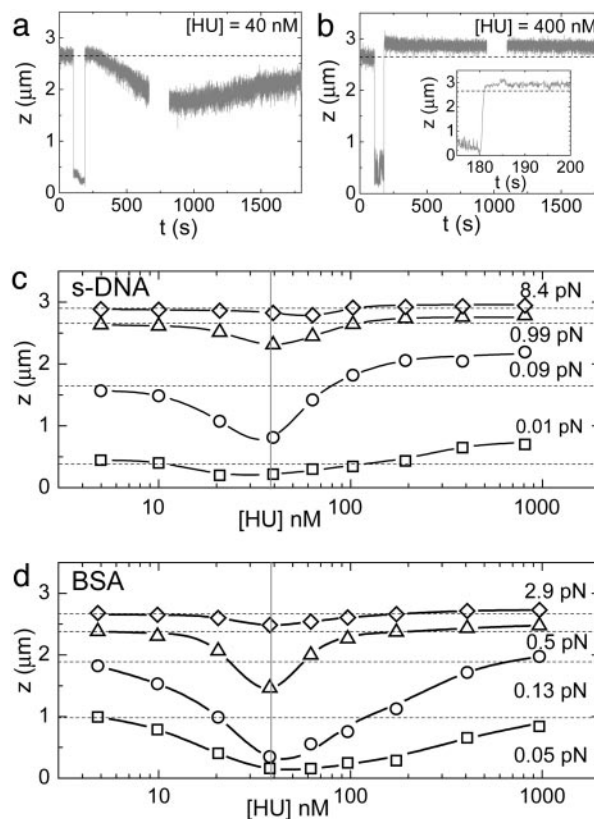 a
[HU] = 40 nM
z (μm)
3
2
1
0
0 500 1000 1500
t (s)
b
[HU] = 400 nM
z (μm)
3
2
1
0
z (μm)
3
2
1
0
180 190 200
t (s)
0 500 1000 1500
t (s)
c
s-DNA
z (μm)
3
2
1
0
8.4 pN
0.99 pN
0.09 pN
0.01 pN
10 100 1000
[HU] nM
d
BSA
z (μm)
3
2
1
0
2.9 pN
0.5 pN
0.13 pN
0.05 pN
10 100 1000
[HU] nM